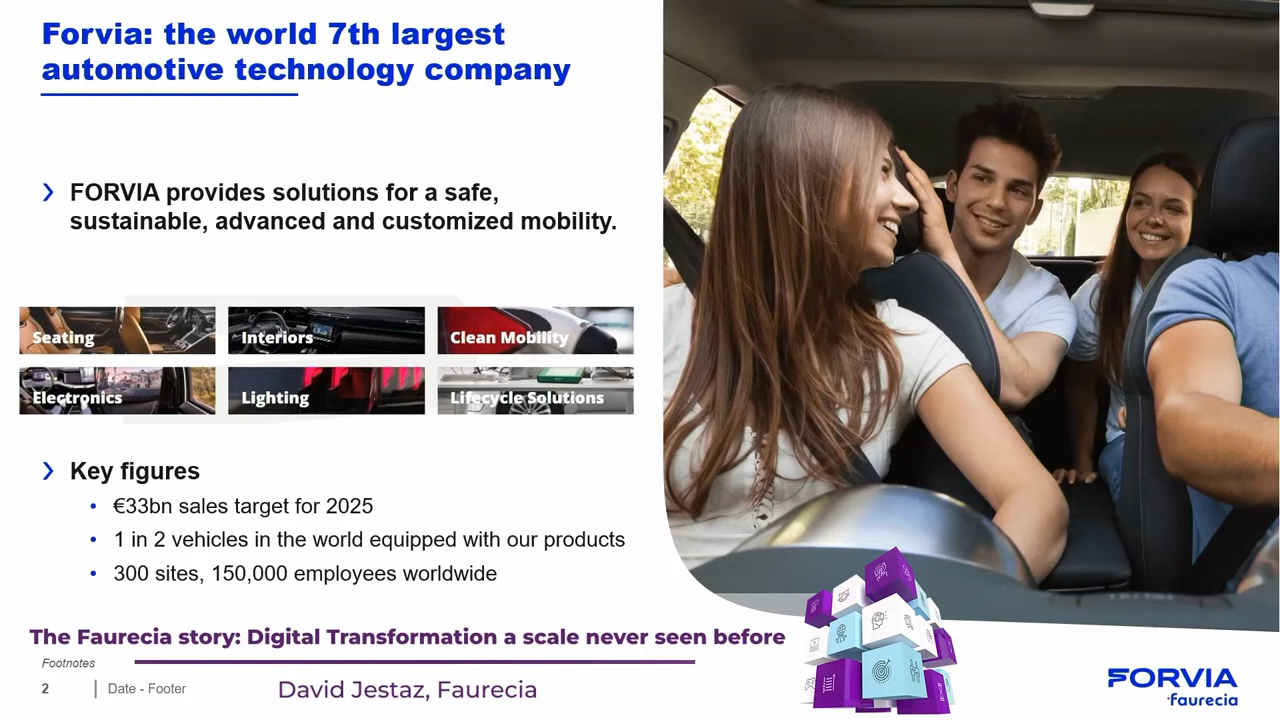 Forvia: the world 7th largest
automotive technology company
› FORVIA provides solutions for a safe,
sustainable, advanced and customized mobility.
Seating
Interiors
Clean Mobility
Electronics
Lighting
Lifecycle Solutions
› Key figures
• €33bn sales target for 2025
• 1 in 2 vehicles in the world equipped with our products
• 300 sites, 150,000 employees worldwide
The Faurecia story: Digital Transformation a scale never seen before
Footnotes
2 | Date - Footer
David Jestaz, Faurecia
FORVIA
faurecia